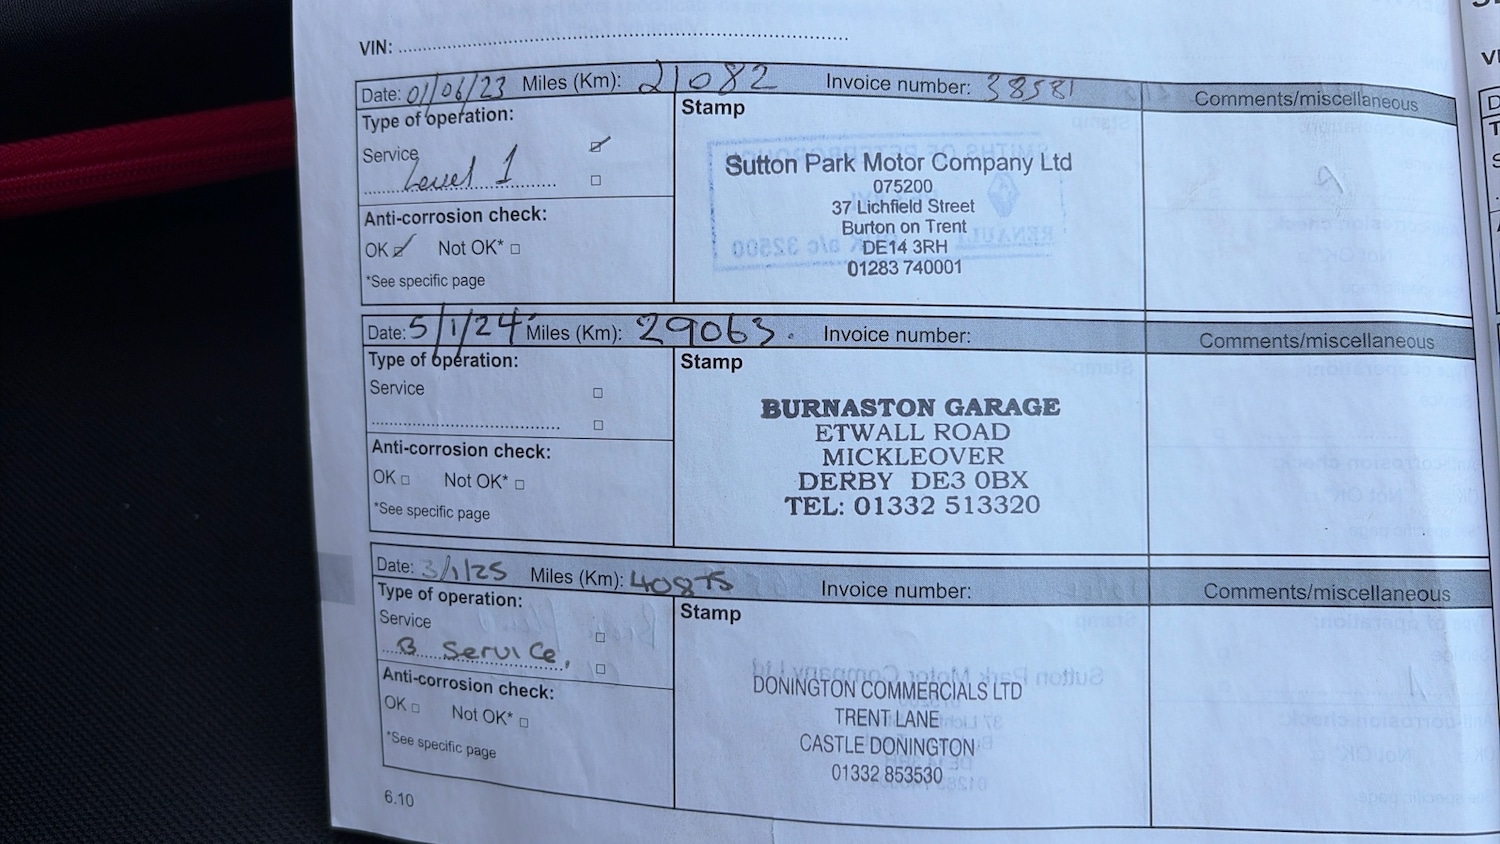 VIN:
Date: 01/06/23 Miles (Km): 21082 Invoice number: 38581 Comments/miscellaneous
Type of operation:
Service
Level 1
Anti-corrosion check:
OK Not OK*
*See specific page
Stamp
Sutton Park Motor Company Ltd
075200
37 Lichfield Street
Burton on Trent
DE14 3RH
01283 740001
Date: 5/1/24 Miles (Km): 29063. Invoice number: Comments/miscellaneous
Type of operation:
Service
Anti-corrosion check:
OK Not OK*
*See specific page
Stamp
BURNASTON GARAGE
ETWALL ROAD
MICKLEOVER
DERBY DE3 0BX
TEL: 01332 513320
Date: 3/1/25 Miles (Km): 40875 Invoice number: Comments/miscellaneous
Type of operation:
Service
B Service,
Anti-corrosion check:
OK Not OK*
*See specific page
Stamp
DONINGTON COMMERCIALS LTD
TRENT LANE
CASTLE DONINGTON
01332 853530
6.10